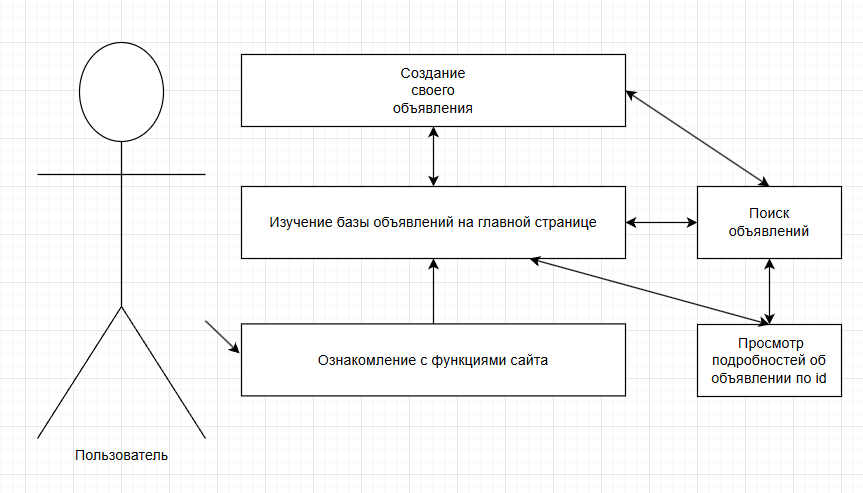 Создание
своего
объявления
Изучение базы объявлений на главной странице
Поиск
объявлений
Ознакомление с функциями сайта
Просмотр
подробностей об
объявлении по id
Пользователь